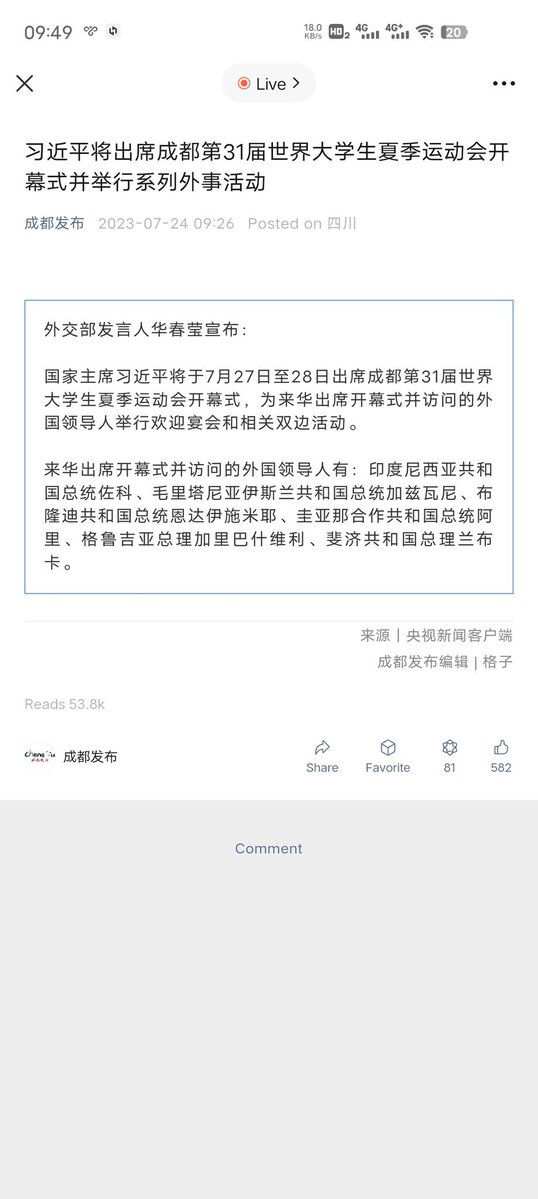 09:49
18.0
KB/s
HD2
4G
4G+
20
Live
习近平将出席成都第31届世界大学生夏季运动会开
幕式并举行系列外事活动
成都发布 2023-07-24 09:26 Posted on 四川
外交部发言人华春莹宣布：
国家主席习近平将于7月27日至28日出席成都第31届世界
大学生夏季运动会开幕式，为来华出席开幕式并访问的外
国领导人举行欢迎宴会和相关双边活动。
来华出席开幕式并访问的外国领导人有：印度尼西亚共和
国总统佐科、毛里塔尼亚伊斯兰共和国总统加兹瓦尼、布
隆迪共和国总统恩达伊施米耶、圭亚那合作共和国总统阿
里、格鲁吉亚总理加里巴什维利、斐济共和国总理兰布
卡。
来源｜央视新闻客户端
成都发布编辑 | 格子
Reads 53.8k
成都发布
Share
Favorite
81
582
Comment